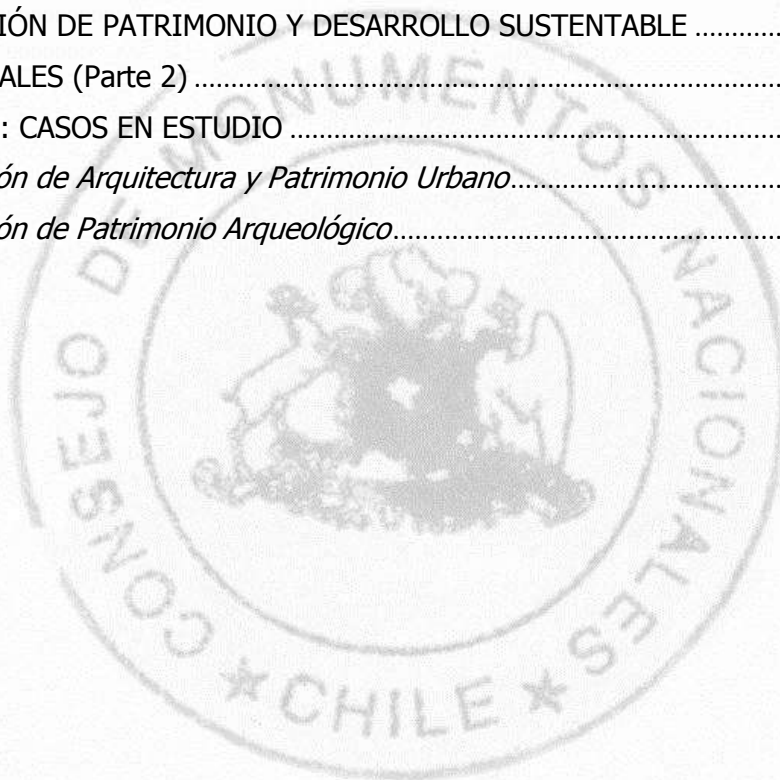 IÓN DE PATRIMONIO Y DESARROLLO SUSTENTABLE ..............
ALES (Parte 2) ..............................................................................................
: CASOS EN ESTUDIO ..............................................................................
ón de Arquitectura y Patrimonio Urbano...........................................
ón de Patrimonio Arqueológico..............................................................
CONSEJO DE MONUMENTOS NACIONALES
* CHILE *